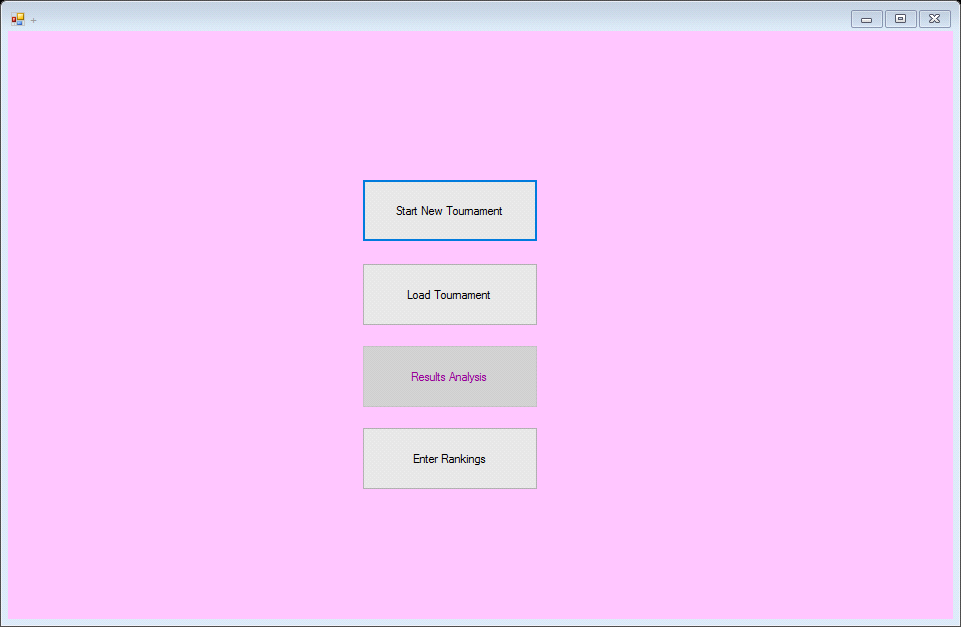 +
Start New Tournament
Load Tournament
Results Analysis
Enter Rankings